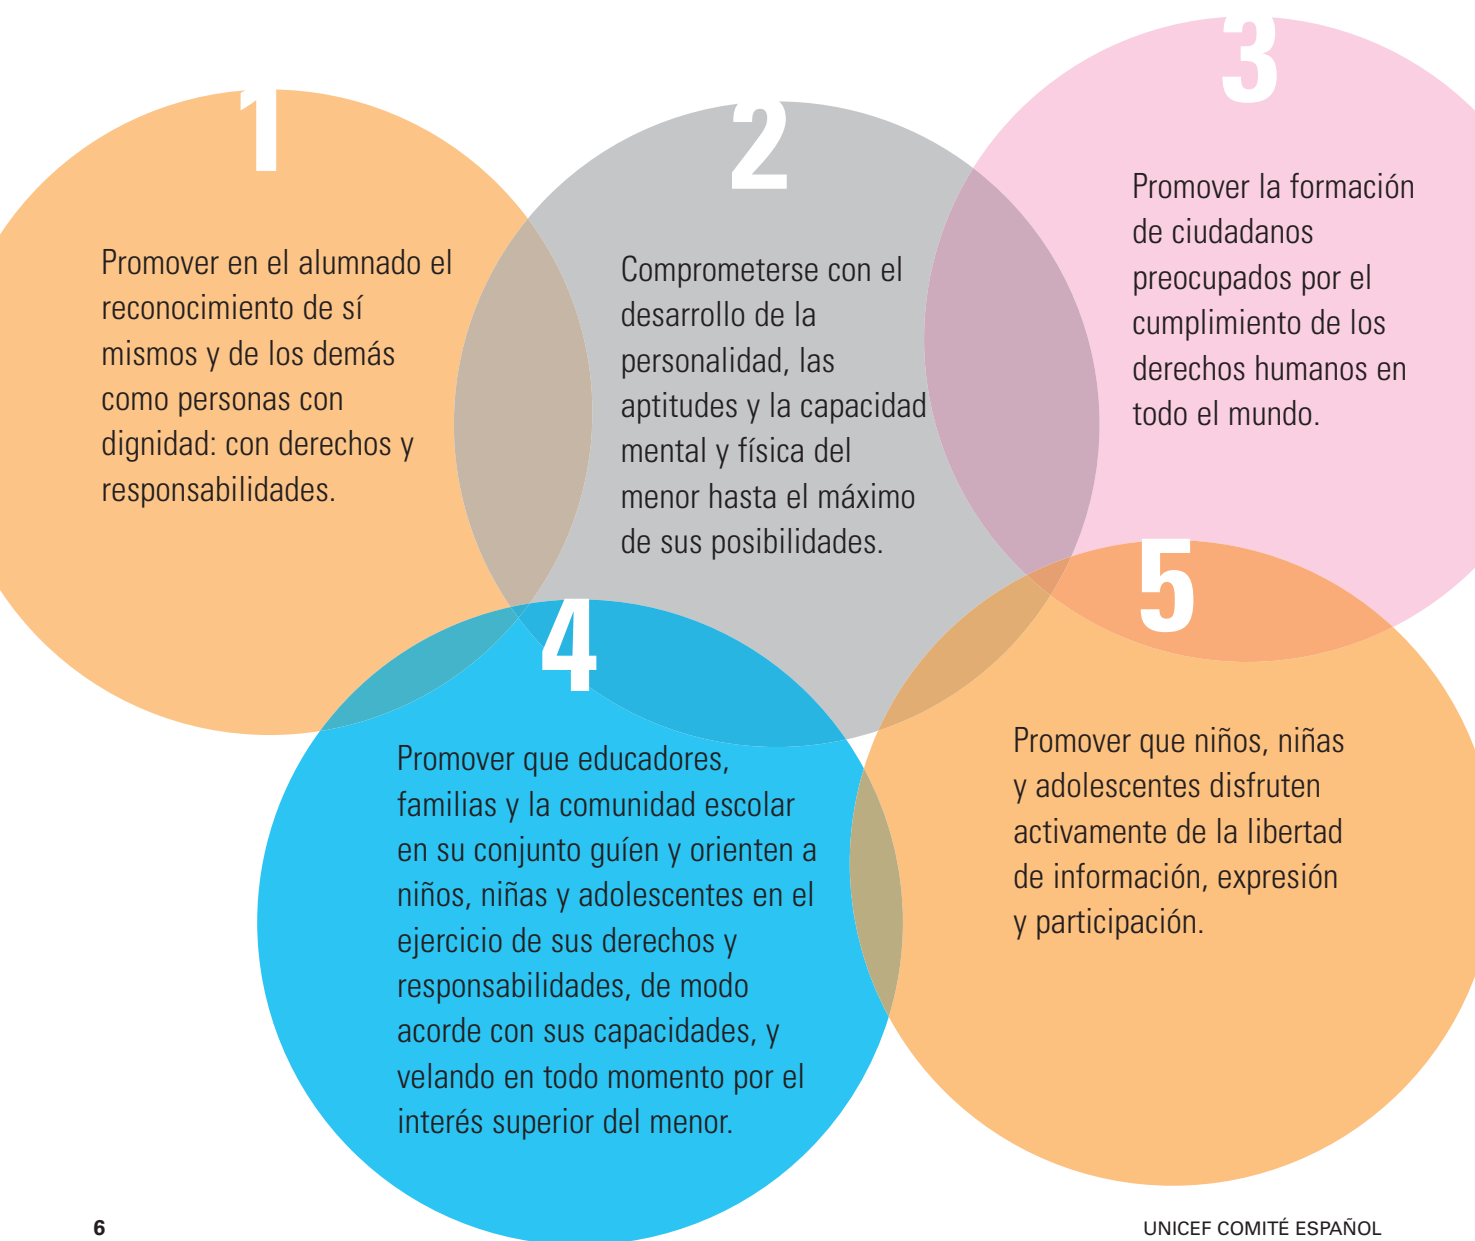 1
Promover en el alumnado el
reconocimiento de sí
mismos y de los demás
como personas con
dignidad: con derechos y
responsabilidades.
2
Comprometerse con el
desarrollo de la
personalidad, las
aptitudes y la capacidad
mental y física del
menor hasta el máximo
de sus posibilidades.
3
Promover la formación
de ciudadanos
preocupados por el
cumplimiento de los
derechos humanos en
todo el mundo.
4
Promover que educadores,
familias y la comunidad escolar
en su conjunto guíen y orienten a
niños, niñas y adolescentes en el
ejercicio de sus derechos y
responsabilidades, de modo
acorde con sus capacidades, y
velando en todo momento por el
interés superior del menor.
5
Promover que niños, niñas
y adolescentes disfruten
activamente de la libertad
de información, expresión
y participación.
6
UNICEF COMITÉ ESPAÑOL